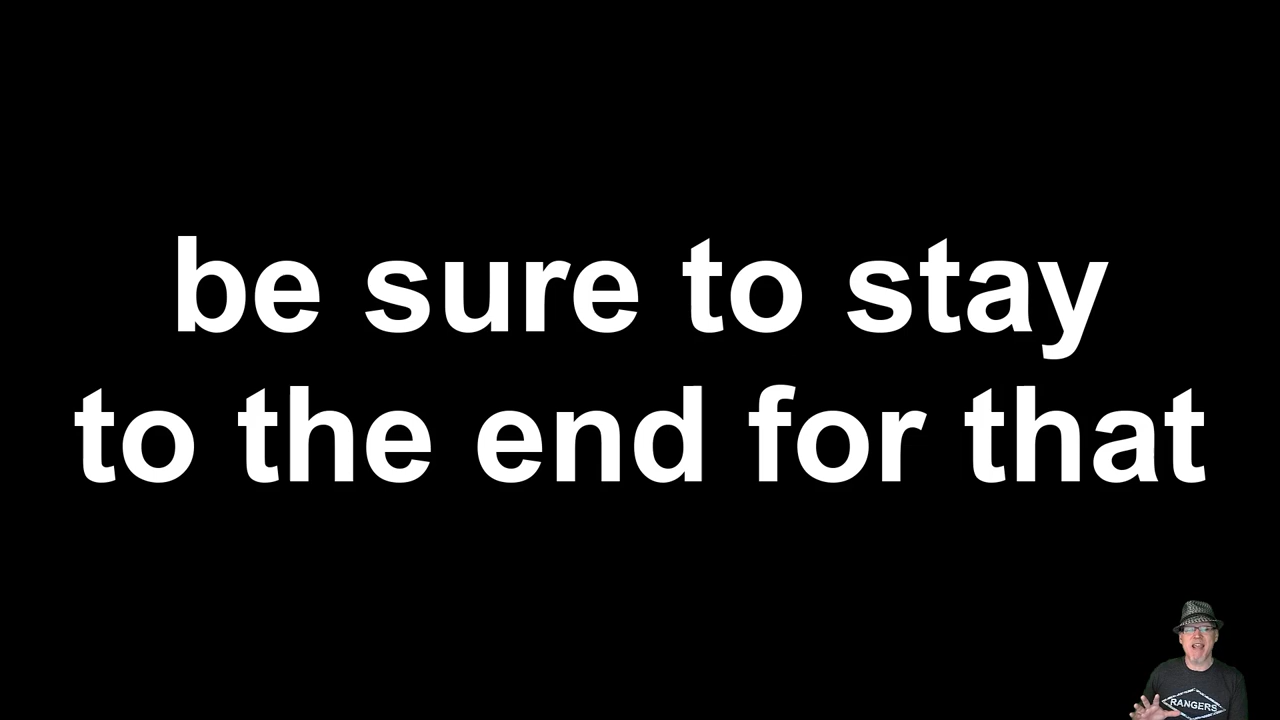 be sure to stay
to the end for that
RANGERS